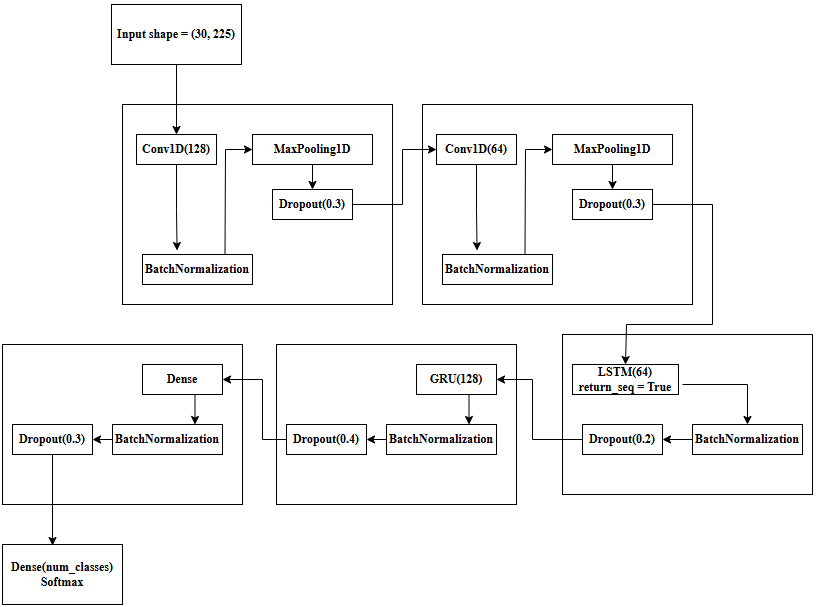 Input shape = (30, 225)
Conv1D(128)
MaxPooling1D
Dropout(0.3)
BatchNormalization
Conv1D(64)
MaxPooling1D
Dropout(0.3)
BatchNormalization
LSTM(64)
return_seq = True
BatchNormalization
Dropout(0.2)
GRU(128)
BatchNormalization
Dropout(0.4)
Dense
BatchNormalization
Dropout(0.3)
Dense(num_classes)
Softmax